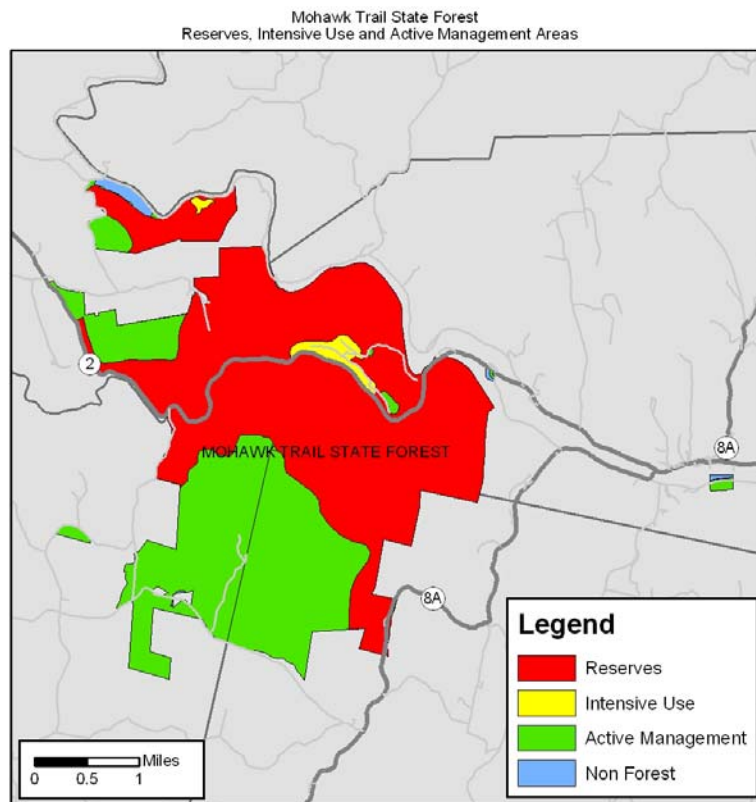 Mohawk Trail State Forest
Reserves, Intensive Use and Active Management Areas
2
MOHAWK TRAIL STATE FOREST
8A
8A
Legend
Reserves
Intensive Use
Active Management
Non Forest
Miles
0 0.5 1